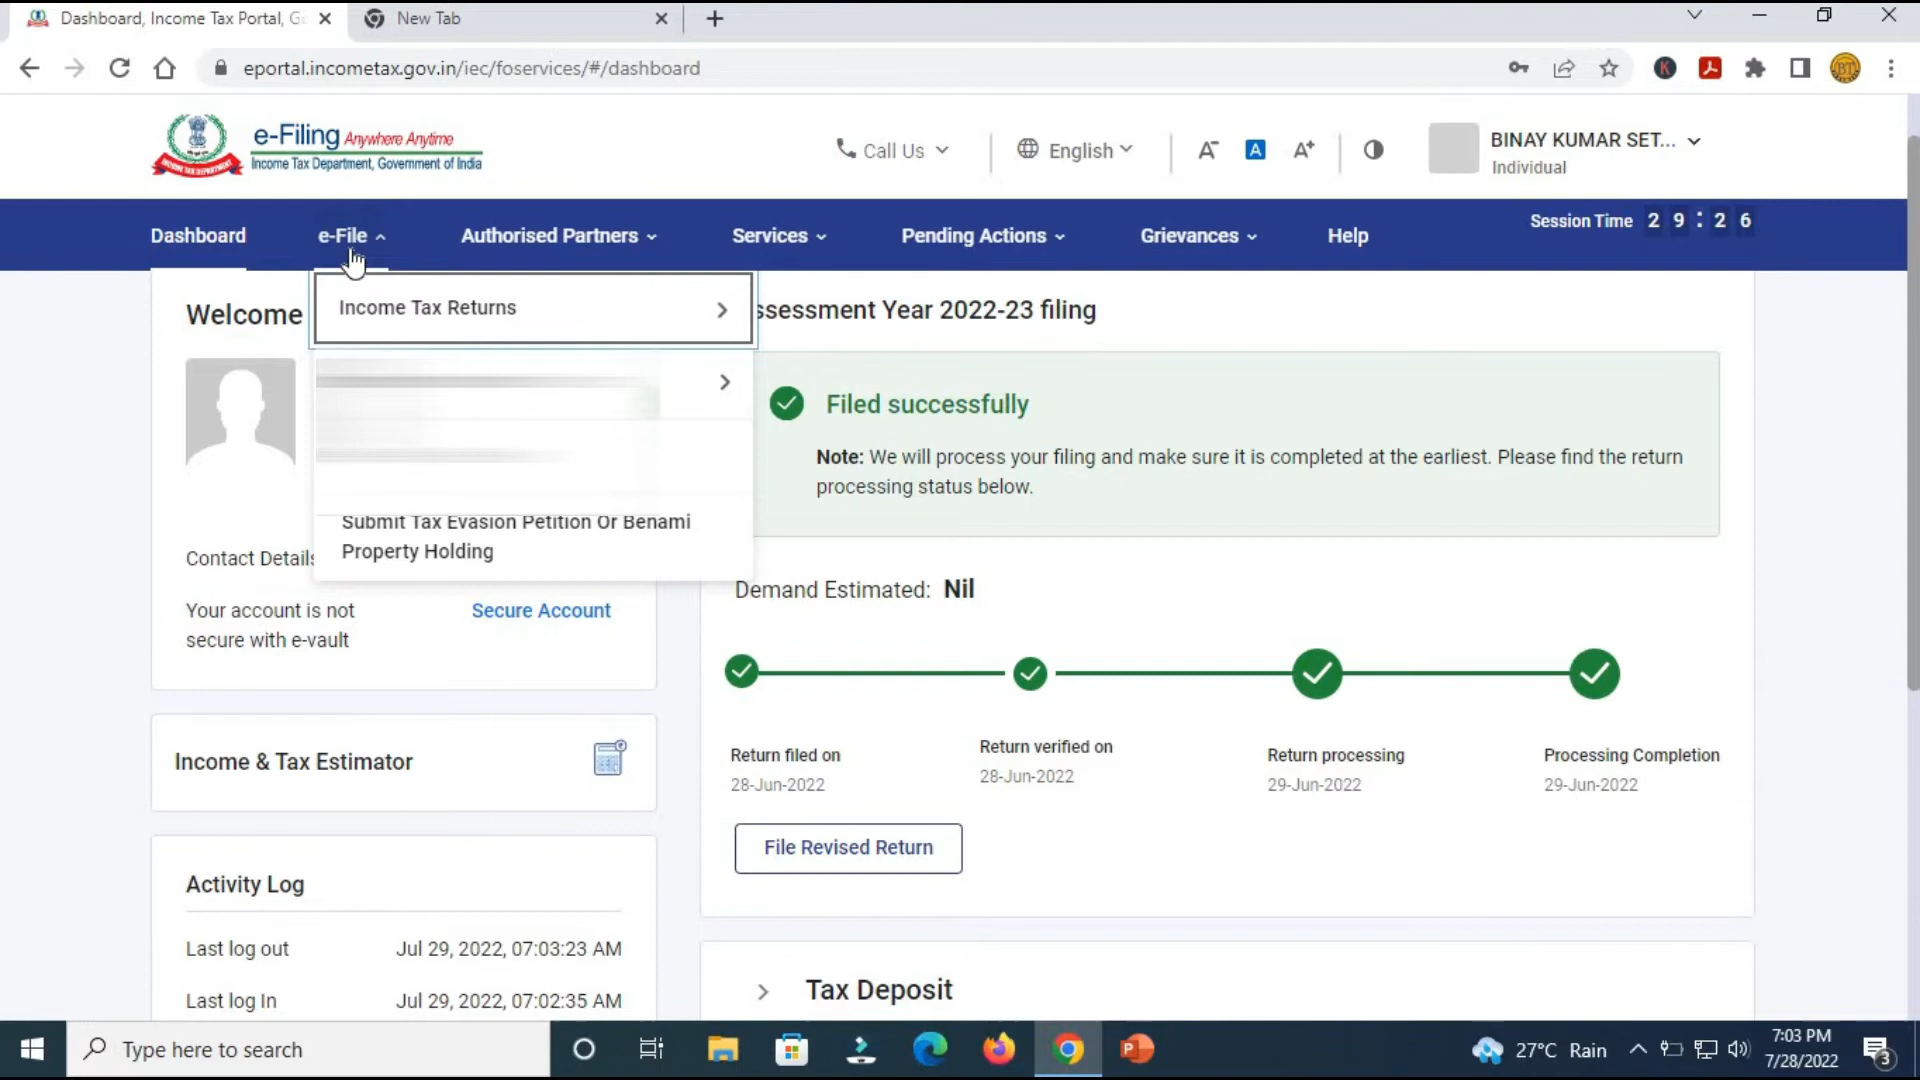 Dashboard, Income Tax Portal, G
New Tab
eportal.incometax.gov.in/iec/foservices/#/dashboard
e-Filing Anywhere Anytime
Income Tax Department, Government of India
Call Us
English
A-
A
A+
BINAY KUMAR SET...
Individual
Dashboard
e-File
Authorised Partners
Services
Pending Actions
Grievances
Help
Session Time 29:26
Welcome
Income Tax Returns
ssessment Year 2022-23 filing
Filed successfully
Note: We will process your filing and make sure it is completed at the earliest. Please find the return
processing status below.
Submit Tax Evasion Petition Or Benami
Property Holding
Contact Details
Your account is not
secure with e-vault
Secure Account
Demand Estimated: Nil
Return filed on
28-Jun-2022
Return verified on
28-Jun-2022
Return processing
29-Jun-2022
Processing Completion
29-Jun-2022
File Revised Return
Income & Tax Estimator
Activity Log
Last log out Jul 29, 2022, 07:03:23 AM
Last log In Jul 29, 2022, 07:02:35 AM
Tax Deposit
Type here to search
27°C Rain
7:03 PM
7/28/2022
3